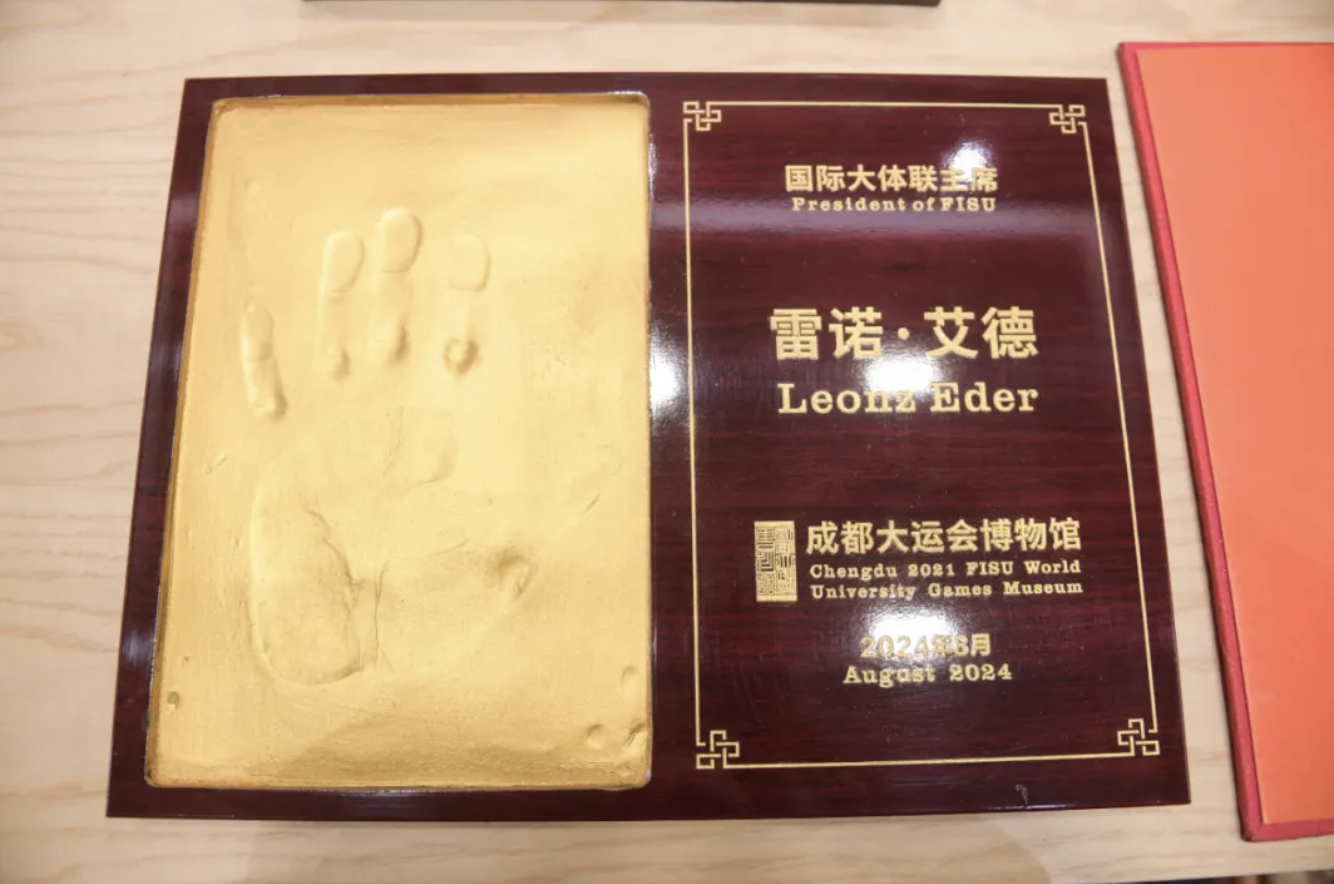 国际大体联主席
President of FISU
雷诺·艾德
Leonz Eder
成都大运会博物馆
Chengdu 2021 FISU World
University Games Museum
2024年8月
August 2024